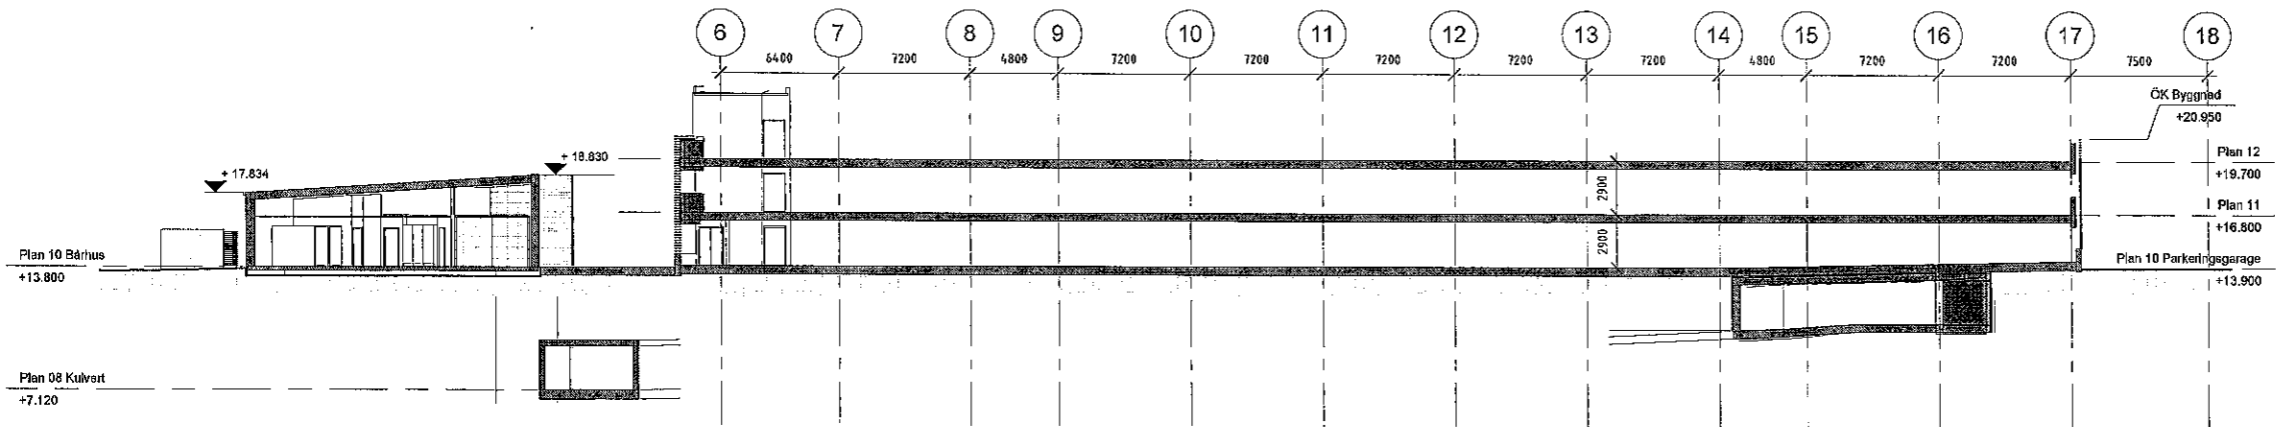 6 7 8 9 10 11 12 13 14 15 16 17 18
6400 7200 4800 7200 7200 7200 7200 7200 4800 7200 7200 7500
ÖK Byggnad
+20.950
+ 18.830
+ 17.834
Plan 12
+19.700
2900
Plan 11
+16.800
2900
Plan 10 Bårhus
+13.800
Plan 10 Parkeringsgarage
+13.900
Plan 08 Kulvert
+7.120